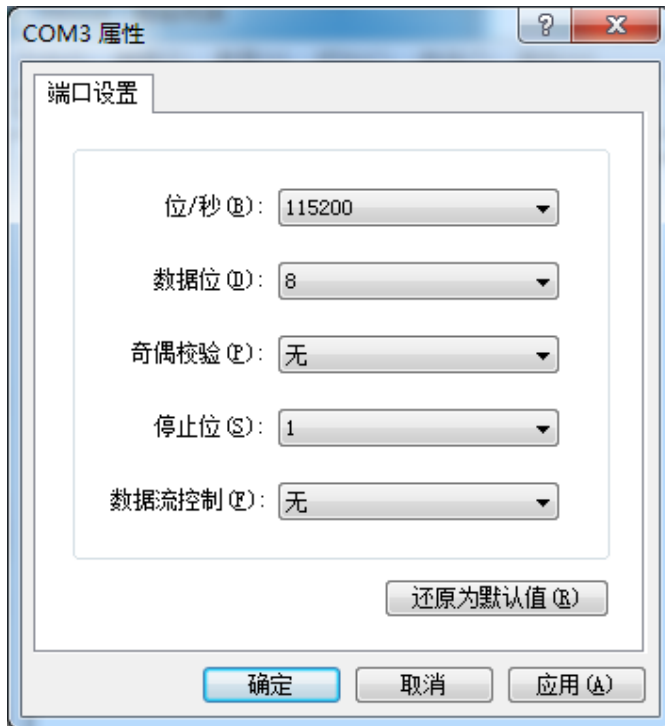 COM3 属性
端口设置
位/秒(B): 115200
数据位(D): 8
奇偶校验(P): 无
停止位(S): 1
数据流控制(F): 无
还原为默认值(R)
确定 取消 应用(A)